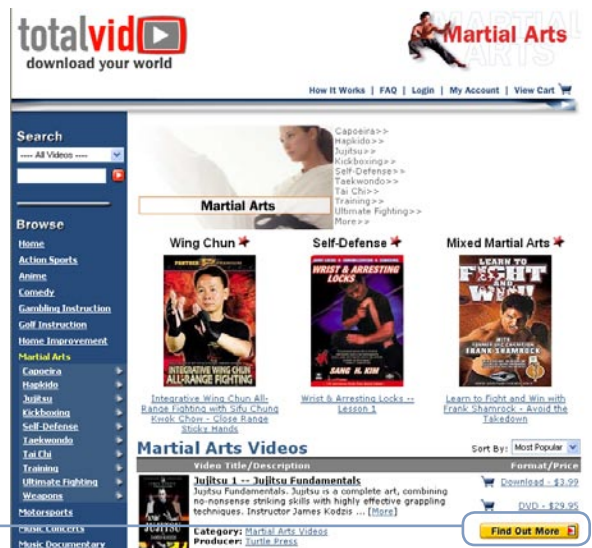 totalvid
download your world
Martial Arts
How It Works | FAQ | Login | My Account | View Cart
Search
---- All Videos ----
Browse
Home
Action Sports
Anime
Comedy
Gambling Instruction
Golf Instruction
Home Improvement
Martial Arts
Capoeira
Hapkido
Jujitsu
Kickboxing
Self-Defense
Taekwondo
Tai Chi
Training
Ultimate Fighting
Weapons
Motorsports
Music Concerts
Music Documentary
Martial Arts
Capoeira>>
Hapkido>>
Jujitsu>>
Kickboxing>>
Self-Defense>>
Taekwondo>>
Tai Chi>>
Training>>
Ultimate Fighting>>
More>>
Wing Chun
INTEGRATIVE WING CHUN
ALL-RANGE FIGHTING
Integrative Wing Chun All-
Range Fighting with Sifu Chung
Kwok Chow - Close Range
Sticky Hands
Self-Defense
WRIST & ARRESTING
LOCKS
SANG H. KIM
Wrist & Arresting Locks --
Lesson 1
Mixed Martial Arts
LEARN TO
FIGHT
AND
WIN!
WITH
FRANK SHAMROCK
Learn to Fight and Win with
Frank Shamrock - Avoid the
Takedown
Martial Arts Videos
Sort By: Most Popular
Video Title/Description
Format/Price
Jujitsu 1 -- Jujitsu Fundamentals
Jujtsu Fundamentals. Jujtsu is a complete art, combining
no-nonsense striking skills with highly effective grappling
techniques. Instructor James Kodzis ... [More]
Category: Martial Arts Videos
Producer: Turtle Press
JUJITSU
Download - $3.99
DVD - $29.95
Find Out More